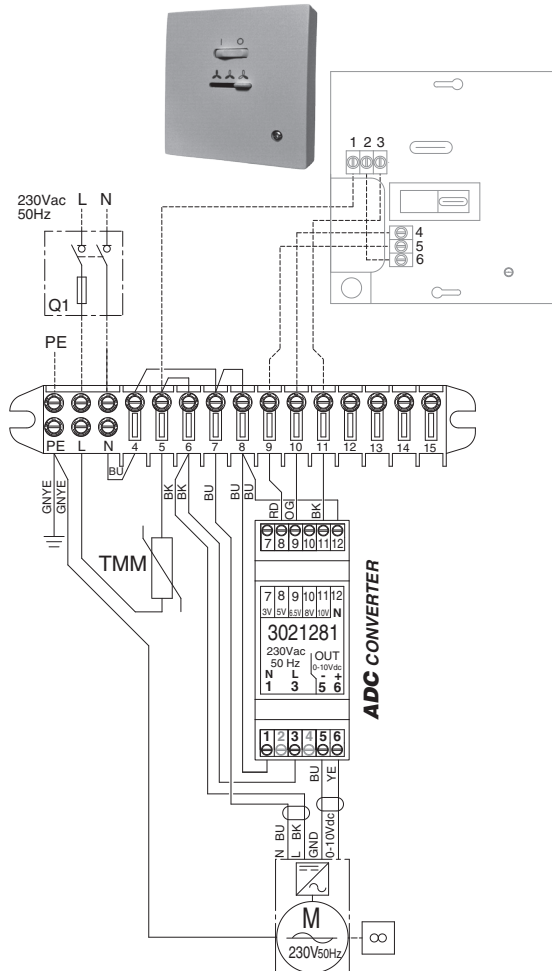 I O
1 2 3
230Vac L N
50Hz
4
5
6
Q1
PE
PE L N 4 5 6 7 8 9 10 11 12 13 14 15
BU
GNYE
GNYE
BK
BK
BU
BU
BU
RD
OG
BK
TMM
7 8 9 10 11 12
7 8 9 10 11 12
3V 5V 6.5V 8V 10V N
3021281
230Vac OUT
50 Hz 0-10Vdc
N L - +
1 3 5 6
ADC CONVERTER
1 2 3 4 5 6
BU
YE
N BU
L BK
GND
0-10Vdc
M
230V50Hz
8